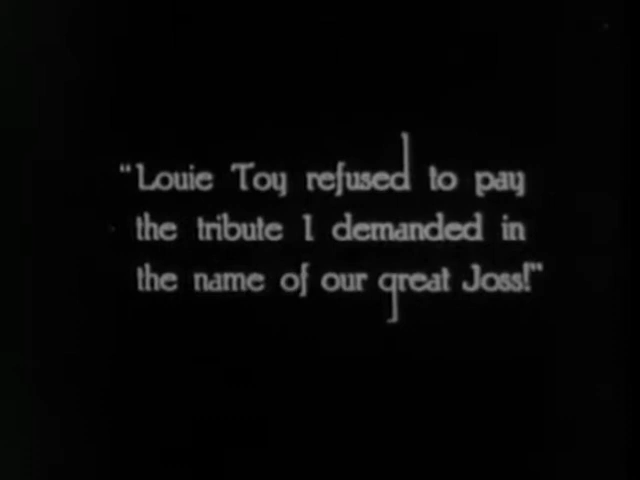 "Louie Toy refused to pay
the tribute I demanded in
the name of our great Joss!"